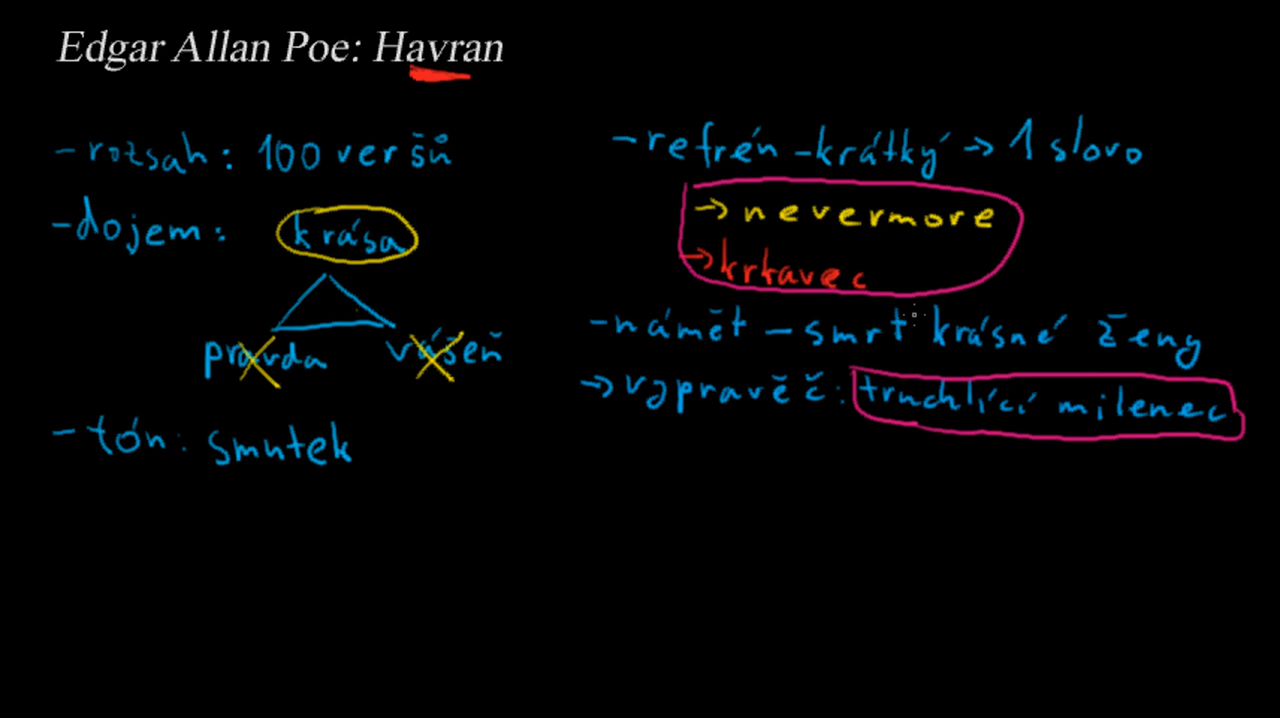 Edgar Allan Poe: Havran
-rozsah: 100 veršů
-dojem: krása
pravda vášeň
-tón: smutek
-refrén -krátký → 1 slovo
→ nevermore
→ krkavec
-námět - smrt krásné ženy
→ vypravěč: truchlící milenec